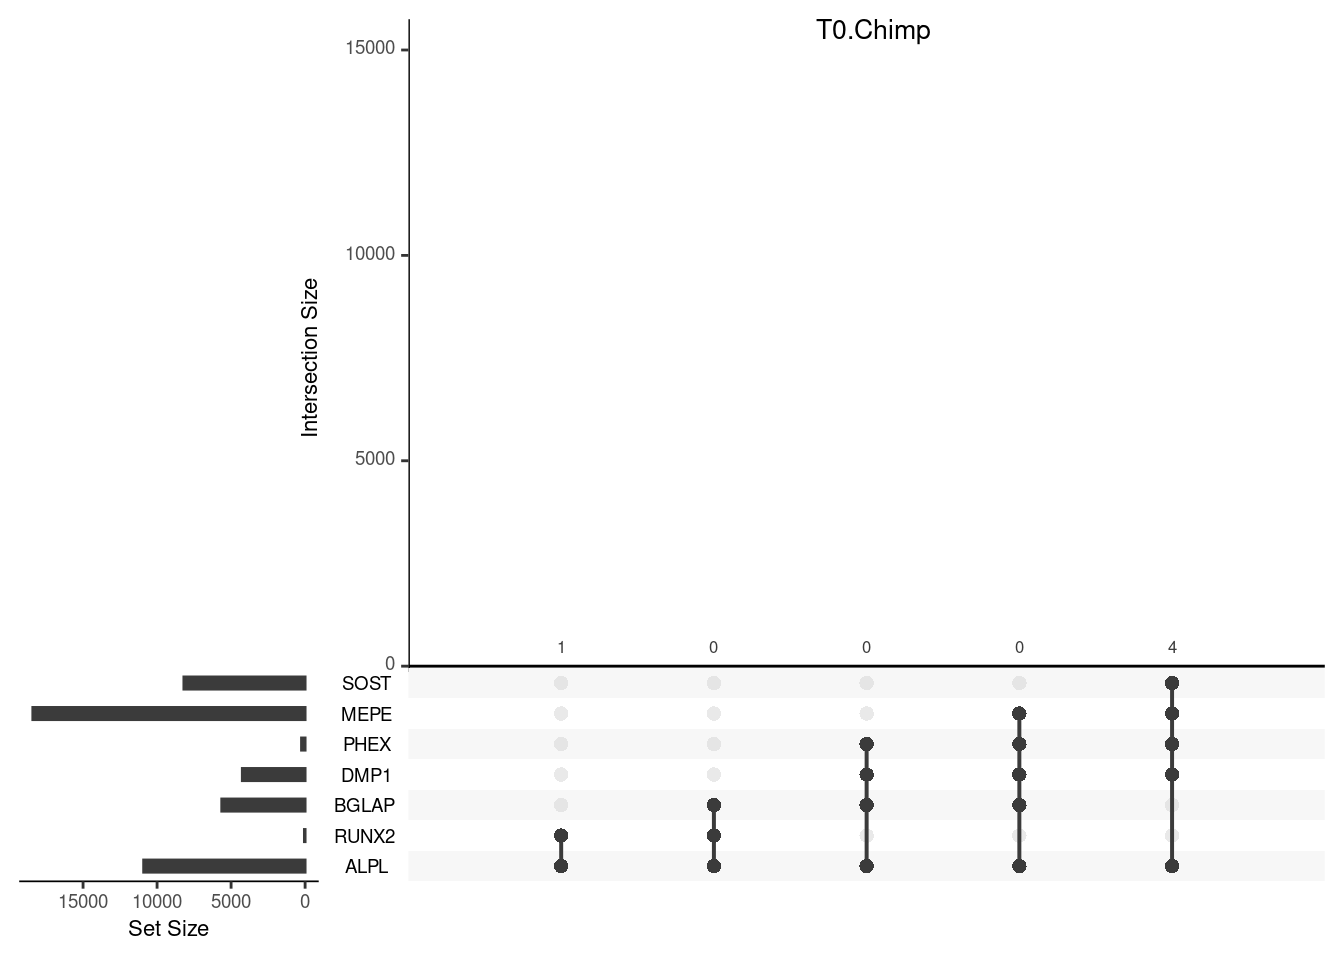 T0.Chimp
15000
10000
5000
0
Intersection Size
1 0 0 0 4
SOST
MEPE
PHEX
DMP1
BGLAP
RUNX2
ALPL
15000 10000 5000 0
Set Size